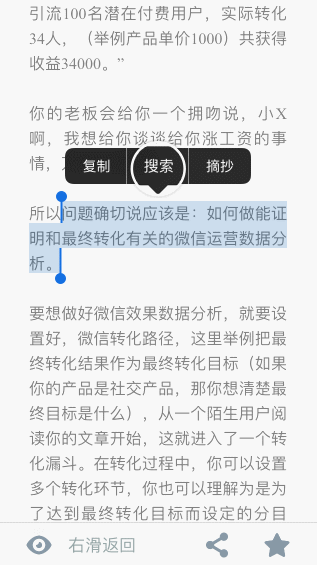 引流100名潜在付费用户，实际转化
34人，（举例产品单价1000）共获得
收益34000。”
你的老板会给你一个拥吻说，小X
啊，我想给你谈谈给你涨工资的事
情，
复制 搜索 摘抄
所以问题确切说应该是：如何做能证
明和最终转化有关的微信运营数据分
析。
要想做好微信效果数据分析，就要设
置好，微信转化路径，这里举例把最
终转化结果作为最终转化目标（如果
你的产品是社交产品，那你想清楚最
终目标是什么），从一个陌生用户阅
读你的文章开始，这就进入了一个转
化漏斗。在转化过程中，你可以设置
多个转化环节，你也可以理解为是为
了达到最终转化目标而设定的分目
右滑返回